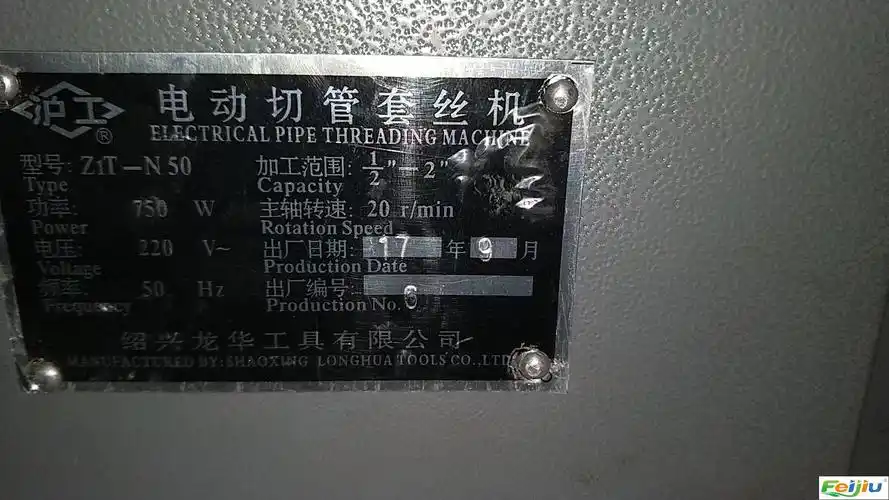 沪工® 电动切管套丝机
ELECTRICAL PIPE THREADING MACHINE
型号: Z1T-N50 加工范围: 1/2"-2"
Type Capacity
功率: 750 W 主轴转速: 20 r/min
Power Rotation Speed
电压: 220 V~ 出厂日期: 17 年 9 月
Voltage Production Date
频率: 50 Hz 出厂编号: 6
Frequency Production No.
绍兴龙华工具有限公司
MANUFACTURED BY: SHAOXING LONGHUA TOOLS CO.,LTD
Feijiu